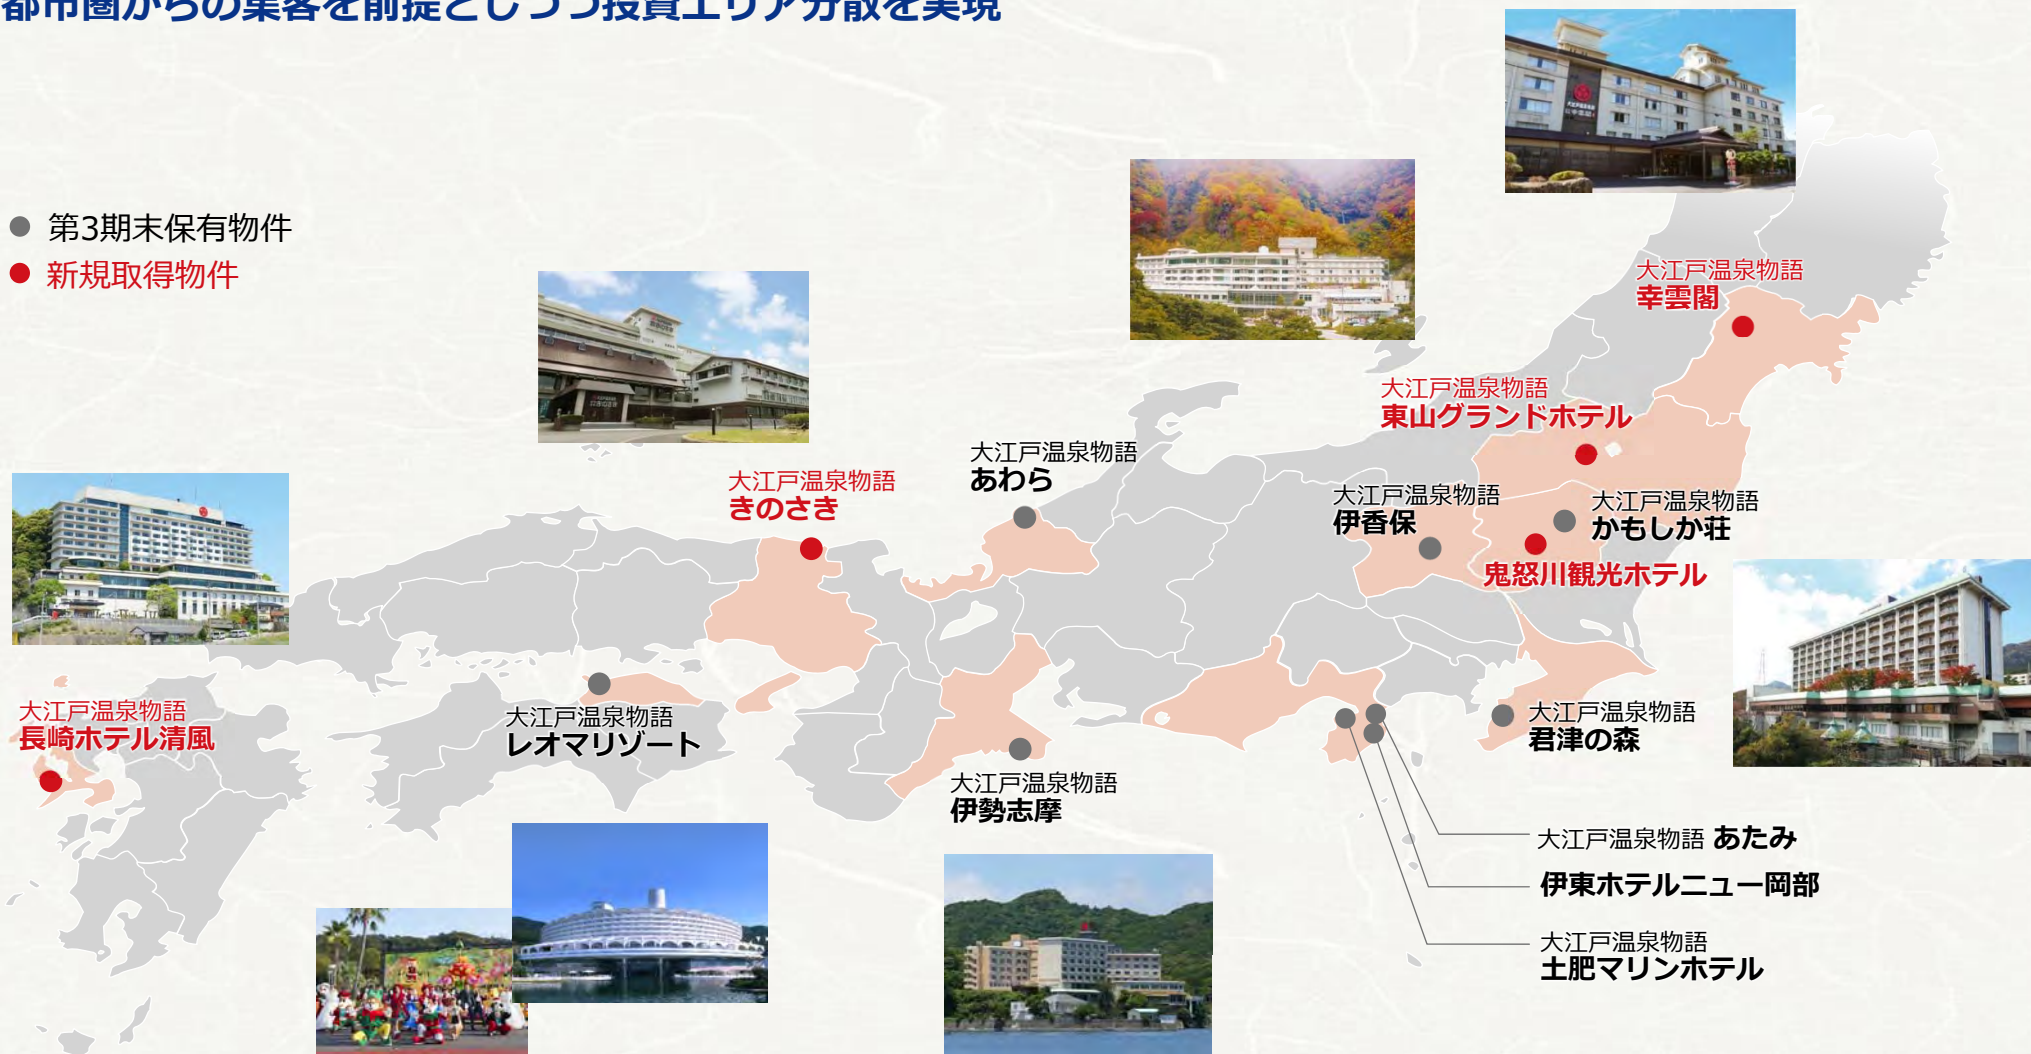 都市圏からの集客を前提としつつ投資エリア分散を実現
第3期末保有物件
新規取得物件
大江戸温泉物語
幸雲閣
大江戸温泉物語
東山グランドホテル
大江戸温泉物語
あわら
大江戸温泉物語
きのさき
大江戸温泉物語
伊香保
大江戸温泉物語
かもしか荘
鬼怒川観光ホテル
大江戸温泉物語
長崎ホテル清風
大江戸温泉物語
レオマリゾート
大江戸温泉物語
君津の森
大江戸温泉物語
伊勢志摩
大江戸温泉物語 あたみ
伊東ホテルニュー岡部
大江戸温泉物語
土肥マリンホテル